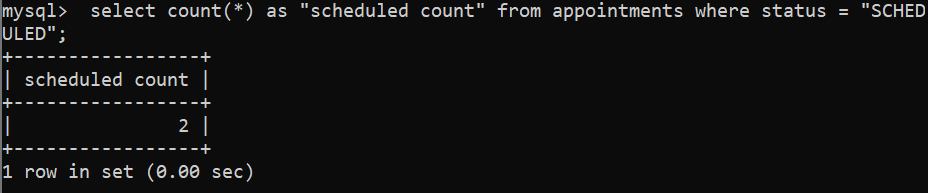 mysql>  select count(*) as "scheduled count" from appointments where status = "SCHED
ULED";
+-----------------+
| scheduled count |
+-----------------+
|               2 |
+-----------------+
1 row in set (0.00 sec)